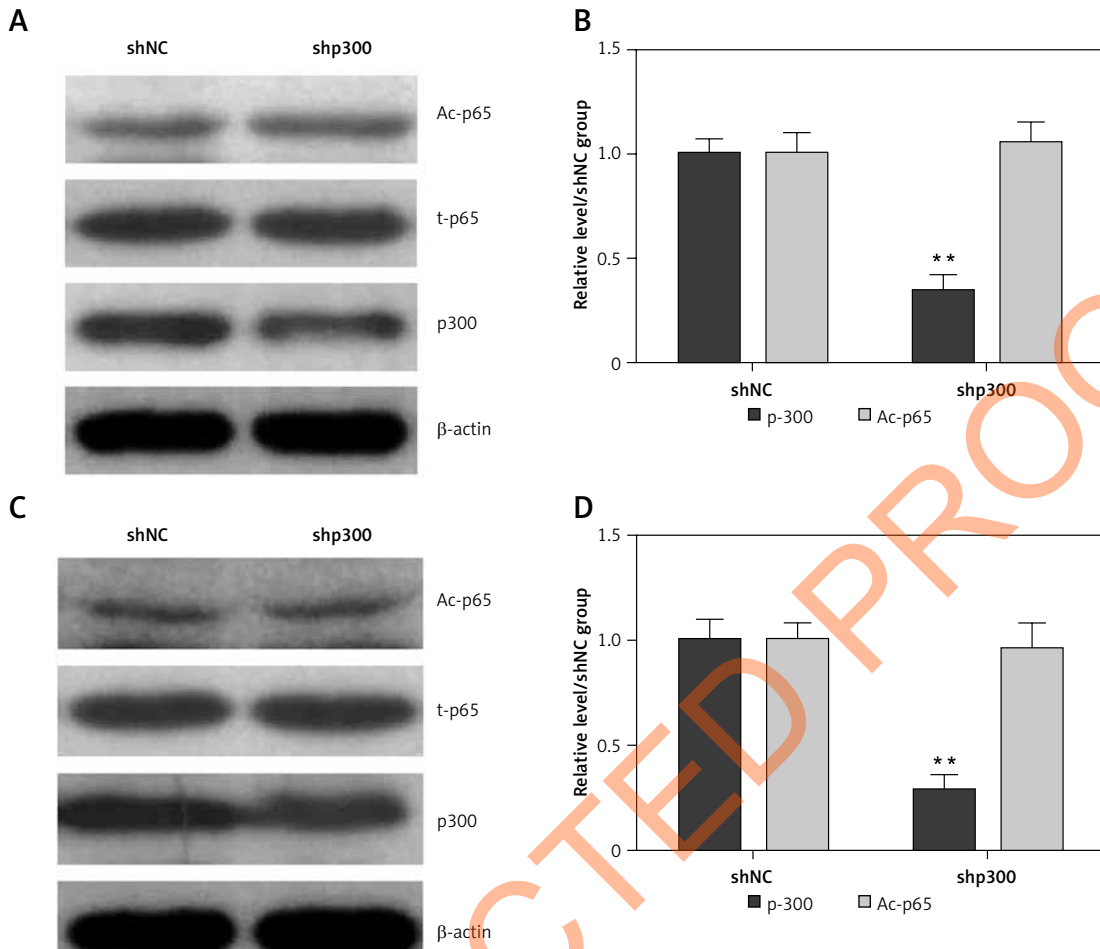 A
shNC shp300
Ac-p65
t-p65
p300
β-actin
B
Relative level/shNC group
1.5
1.0
0.5
0
**
shNC shp300
p-300 Ac-p65
C
shNC shp300
Ac-p65
t-p65
p300
β-actin
D
Relative level/shNC group
1.5
1.0
0.5
0
**
shNC shp300
p-300 Ac-p65
CTED PROO